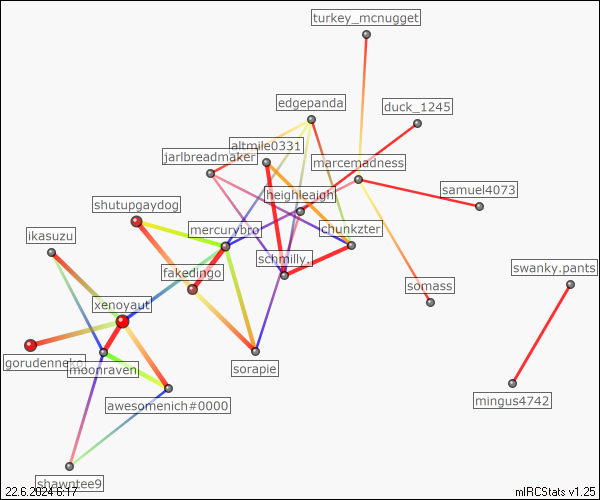 turkey_mcnugget
edgepanda
duck_1245
altmile0331
jarlbreadmaker
marcemadness
samuel4073
heighleaigh
shutupgaydog
ikasuzu
mercurybro
chunkzter
schmilly.
swanky.pants
fakedingo
somass
xenoyaut
gorudenneko
moonraven
sorapie
mingus4742
awesomenich#0000
shawntee9
22.6.2024 6:17
mIRCStats v1.25